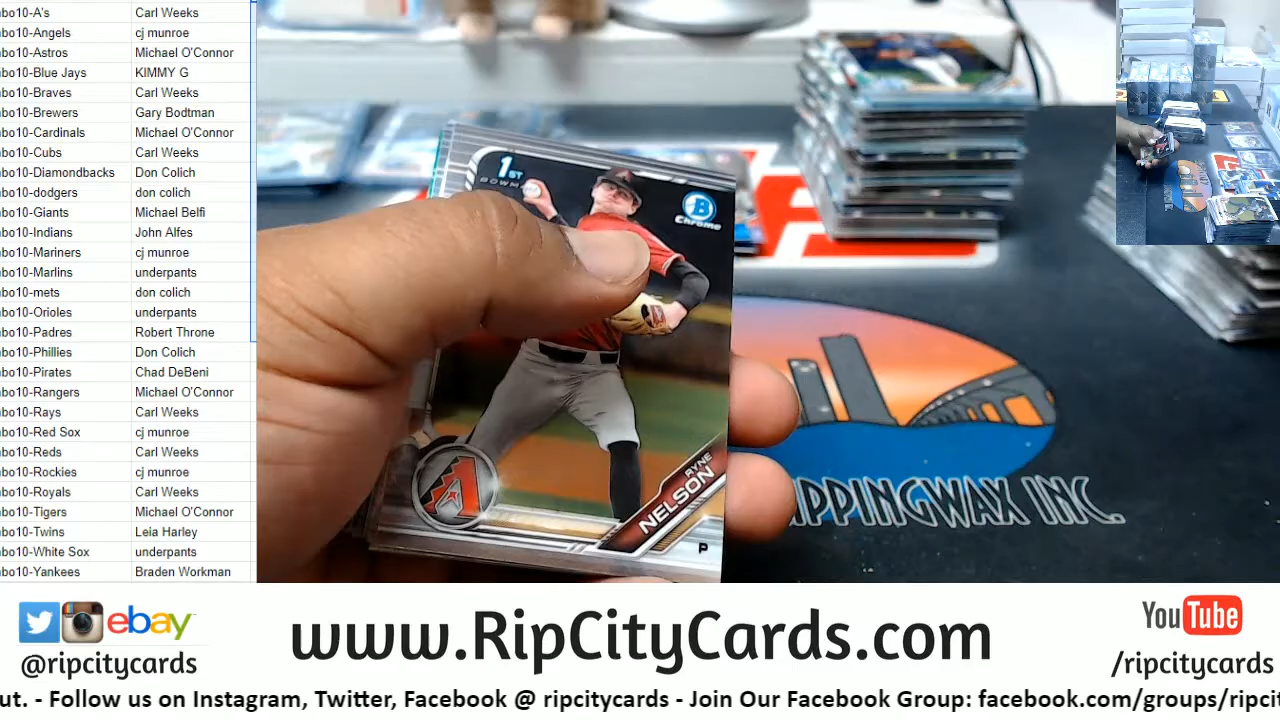 bo10-A's Carl Weeks
bo10-Angels cj munroe
bo10-Astros Michael O'Connor
bo10-Blue Jays KIMMY G
bo10-Braves Carl Weeks
bo10-Brewers Gary Bodtman
bo10-Cardinals Michael O'Connor
bo10-Cubs Carl Weeks
bo10-Diamondbacks Don Colich
bo10-dodgers don colich
bo10-Giants Michael Belfi
bo10-Indians John Alfes
bo10-Mariners cj munroe
bo10-Marlins underpants
bo10-mets don colich
bo10-Orioles underpants
bo10-Padres Robert Throne
bo10-Phillies Don Colich
bo10-Pirates Chad DeBeni
bo10-Rangers Michael O'Connor
bo10-Rays Carl Weeks
bo10-Red Sox cj munroe
bo10-Reds Carl Weeks
bo10-Rockies cj munroe
bo10-Royals Carl Weeks
bo10-Tigers Michael O'Connor
bo10-Twins Leia Harley
bo10-White Sox underpants
bo10-Yankees Braden Workman
1ST
BOWMAN
B
Chrome
A
RYNE
NELSON
P
IPPINGWAX INC.
ebay
@ripcitycards
www.RipCityCards.com
YouTube
/ripcitycards
ut. - Follow us on Instagram, Twitter, Facebook @ ripcitycards - Join Our Facebook Group: facebook.com/groups/ripcit